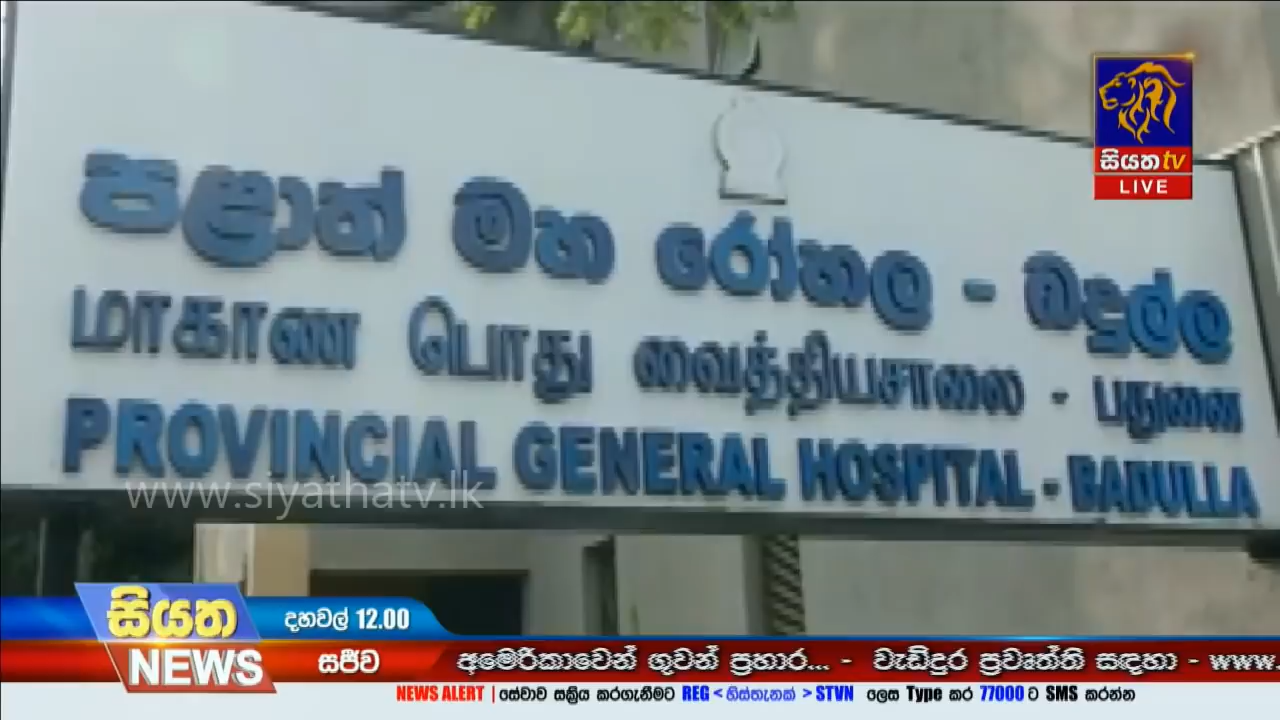 සියත tv
LIVE
පළාත් මහ රෝහල - බදුල්ල
மாகாண பொது வைத்தியசாலை - பதுளை
PROVINCIAL GENERAL HOSPITAL - BADULLA
www.siyathatv.lk
සියත
NEWS
දහවල් 12.00
සජීව
අමෙරිකාවෙන් ගුවන් ප්‍රහාර... - වැඩිදුර ප්‍රවෘත්ති සඳහා - www.
NEWS ALERT | සේවාව සක්‍රිය කරගැනීමට REG < හිස්තැනක් > STVN ලෙස Type කර 77000 ට SMS කරන්න